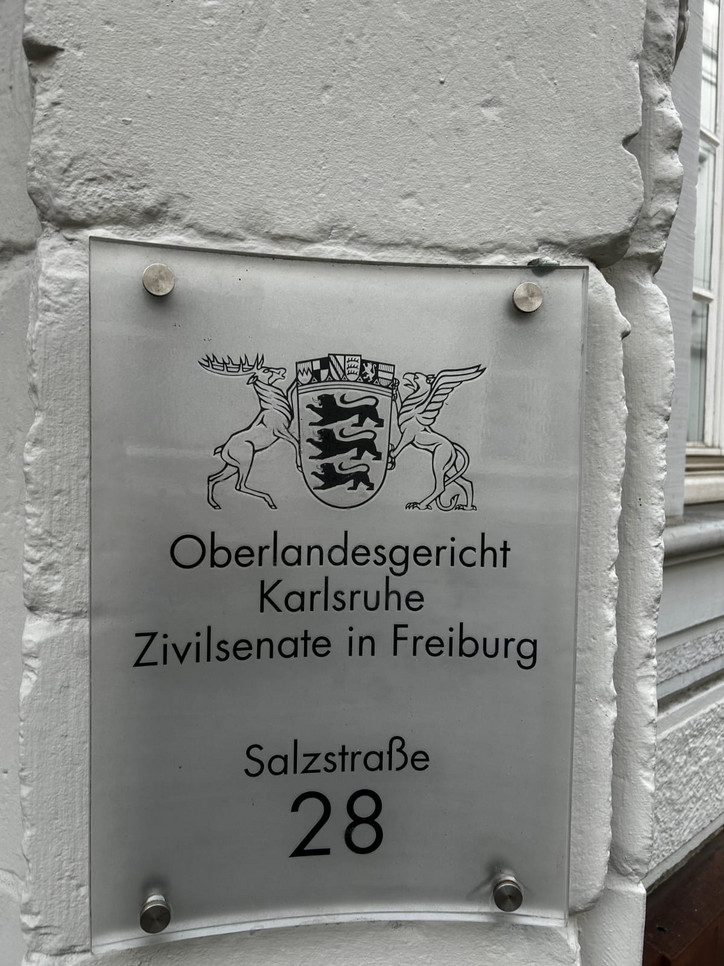 Oberlandesgericht
Karlsruhe
Zivilsenate in Freiburg
Salzstraße
28